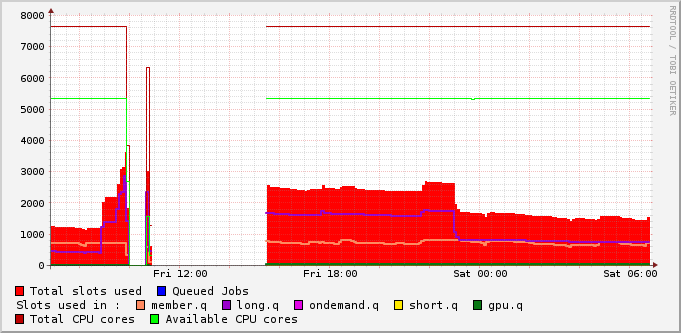 RRDTOOL / TOBI OETIKER
8000
7000
6000
5000
4000
3000
2000
1000
0
Fri 12:00 Fri 18:00 Sat 00:00 Sat 06:00
Total slots used Queued Jobs
Slots used in : member.q long.q ondemand.q short.q gpu.q
Total CPU cores Available CPU cores